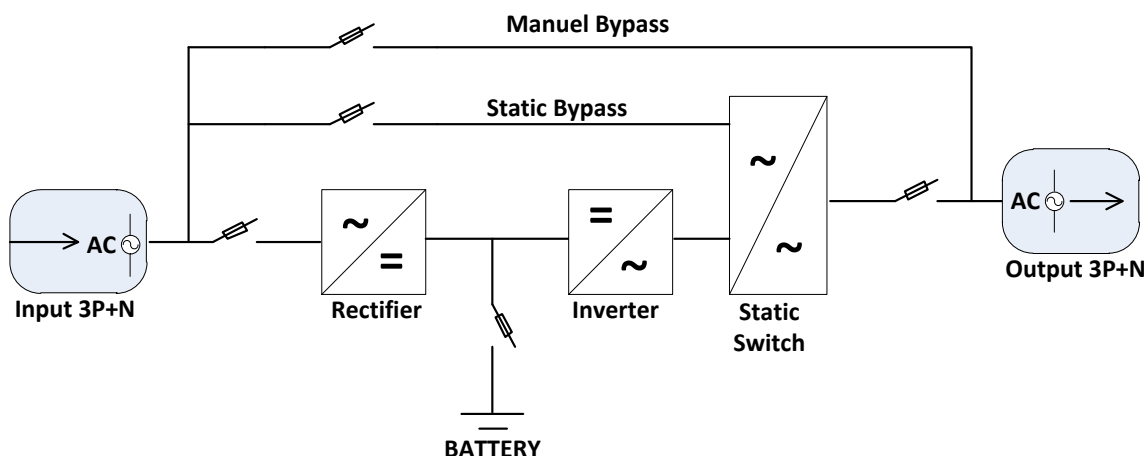 Manuel Bypass
Static Bypass
AC
Input 3P+N
~
=
Rectifier
=
~
Inverter
~
~
Static
Switch
AC
Output 3P+N
BATTERY